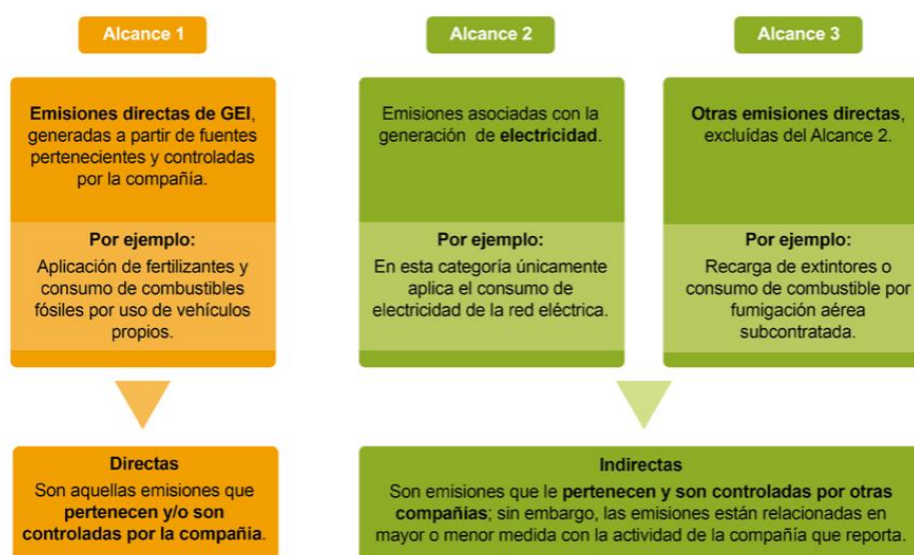 Alcance 1
Alcance 2
Alcance 3
Emisiones directas de GEI,
generadas a partir de fuentes
pertenecientes y controladas
por la compañía.
Por ejemplo:
Aplicación de fertilizantes y
consumo de combustibles
fósiles por uso de vehículos
propios.
Emisiones asociadas con la
generación de electricidad.
Por ejemplo:
En esta categoría únicamente
aplica el consumo de
electricidad de la red eléctrica.
Otras emisiones directas,
excluídas del Alcance 2.
Por ejemplo:
Recarga de extintores o
consumo de combustible por
fumigación aérea
subcontratada.
Directas
Son aquellas emisiones que
pertenecen y/o son
controladas por la compañia.
Indirectas
Son emisiones que le pertenecen y son controladas por otras
compañías; sin embargo, las emisiones están relacionadas en
mayor o menor medida con la actividad de la compañía que reporta.